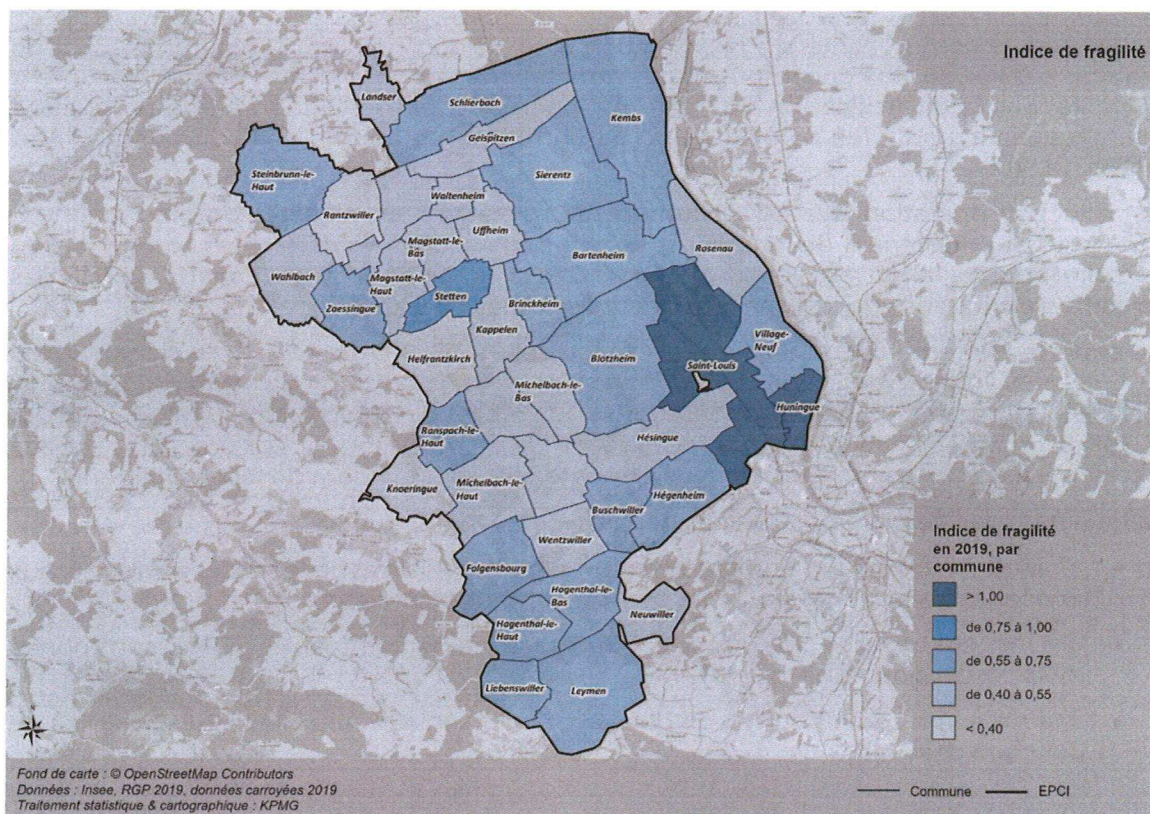 Indice de fragilité
Landser
Schlierbach
Kembs
Geispitzen
Steinbrunn-le-
Haut
Sierentz
Waltenheim
Rantzwiller
Uffheim
Magstatt-le-
Bas
Rosenau
Bartenheim
Wahlbach
Magstatt-le-
Haut
Zaessingue
Stetten
Brinckheim
Kappelen
Village-
Neuf
Helfrantzkirch
Blotzheim
Saint-Louis
Michelbach-le-
Bas
Huningue
Ranspach-le-
Haut
Hésingue
Knoeringue
Michelbach-le-
Haut
Hégenheim
Buschwiller
Wentzwiller
Folgensbourg
Hagenthal-le-
Bas
Neuwiller
Hagenthal-le-
Haut
Liebenswiller
Leymen
Indice de fragilité
en 2019, par
commune
> 1,00
de 0,75 à 1,00
de 0,55 à 0,75
de 0,40 à 0,55
< 0,40
Fond de carte : © OpenStreetMap Contributors
Données : Insee, RGP 2019, données carroyées 2019
Traitement statistique & cartographique : KPMG
Commune
EPCI